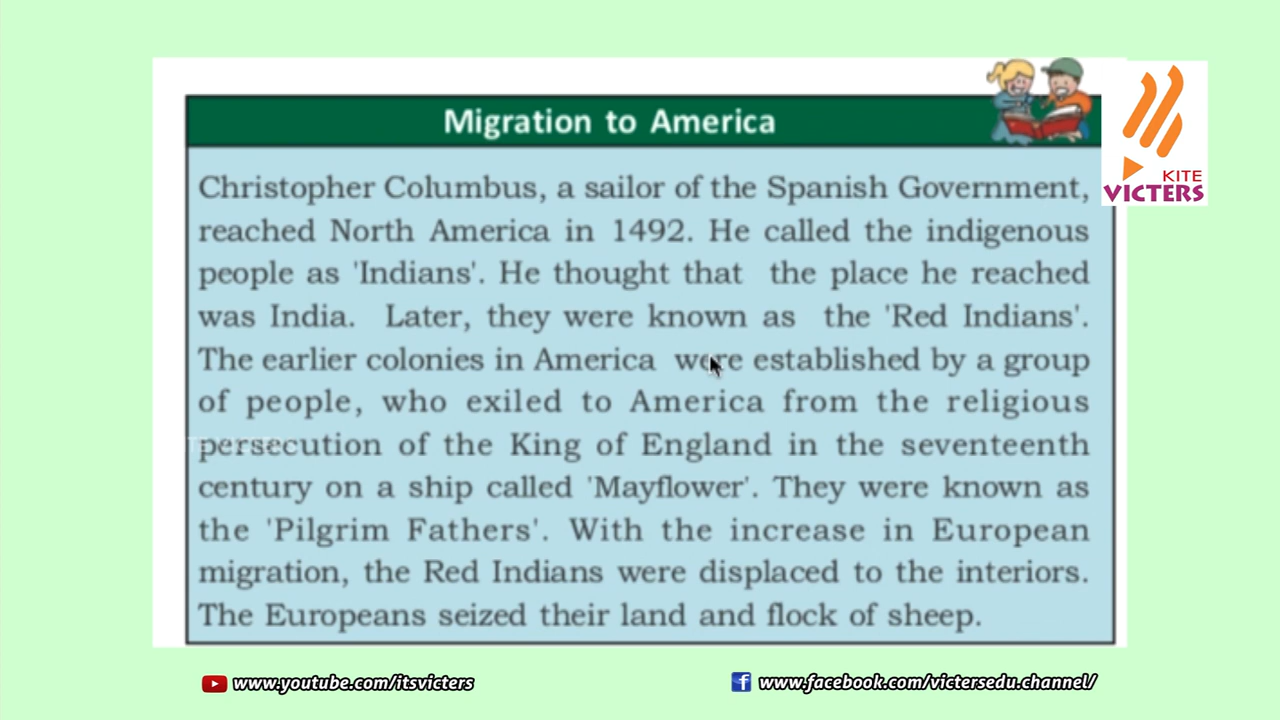 Migration to America
KITE
VICTERS
Christopher Columbus, a sailor of the Spanish Government,
reached North America in 1492. He called the indigenous
people as 'Indians'. He thought that the place he reached
was India. Later, they were known as the 'Red Indians'.
The earlier colonies in America were established by a group
of people, who exiled to America from the religious
persecution of the King of England in the seventeenth
century on a ship called 'Mayflower'. They were known as
the 'Pilgrim Fathers'. With the increase in European
migration, the Red Indians were displaced to the interiors.
The Europeans seized their land and flock of sheep.
www.youtube.com/itsvicters
www.facebook.com/victersedu.channel/